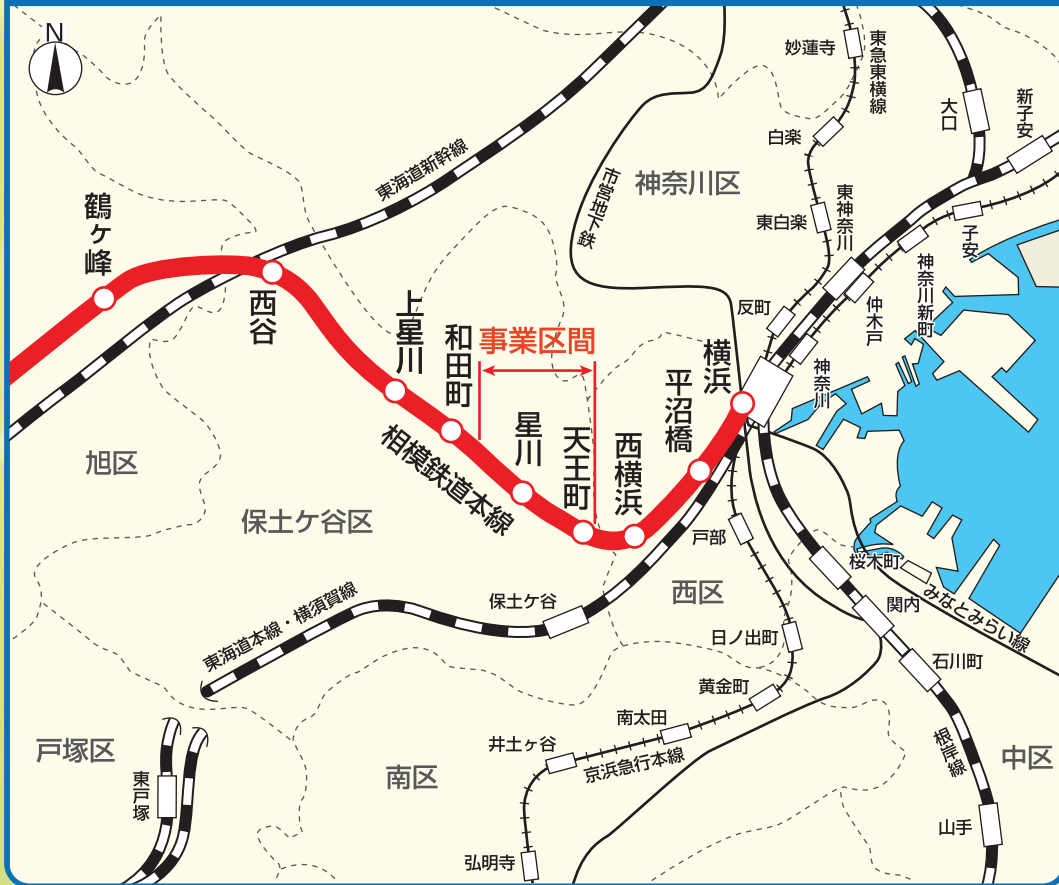 N
妙蓮寺
東急東横線
大口
新子安
白楽
東海道新幹線
市営地下鉄
神奈川区
東白楽
東神奈川
子安
鶴ヶ峰
神奈川新町
西谷
上星川
和田町
事業区間
反町
仲木戸
横浜
神奈川
平沼橋
星川
天王町
西横浜
相模鉄道本線
旭区
保土ケ谷区
戸部
桜木町
西区
関内
みなとみらい線
保土ケ谷
東海道本線・横須賀線
日ノ出町
石川町
黄金町
南太田
井土ヶ谷
京浜急行本線
根岸線
戸塚区
東戸塚
南区
中区
山手
弘明寺